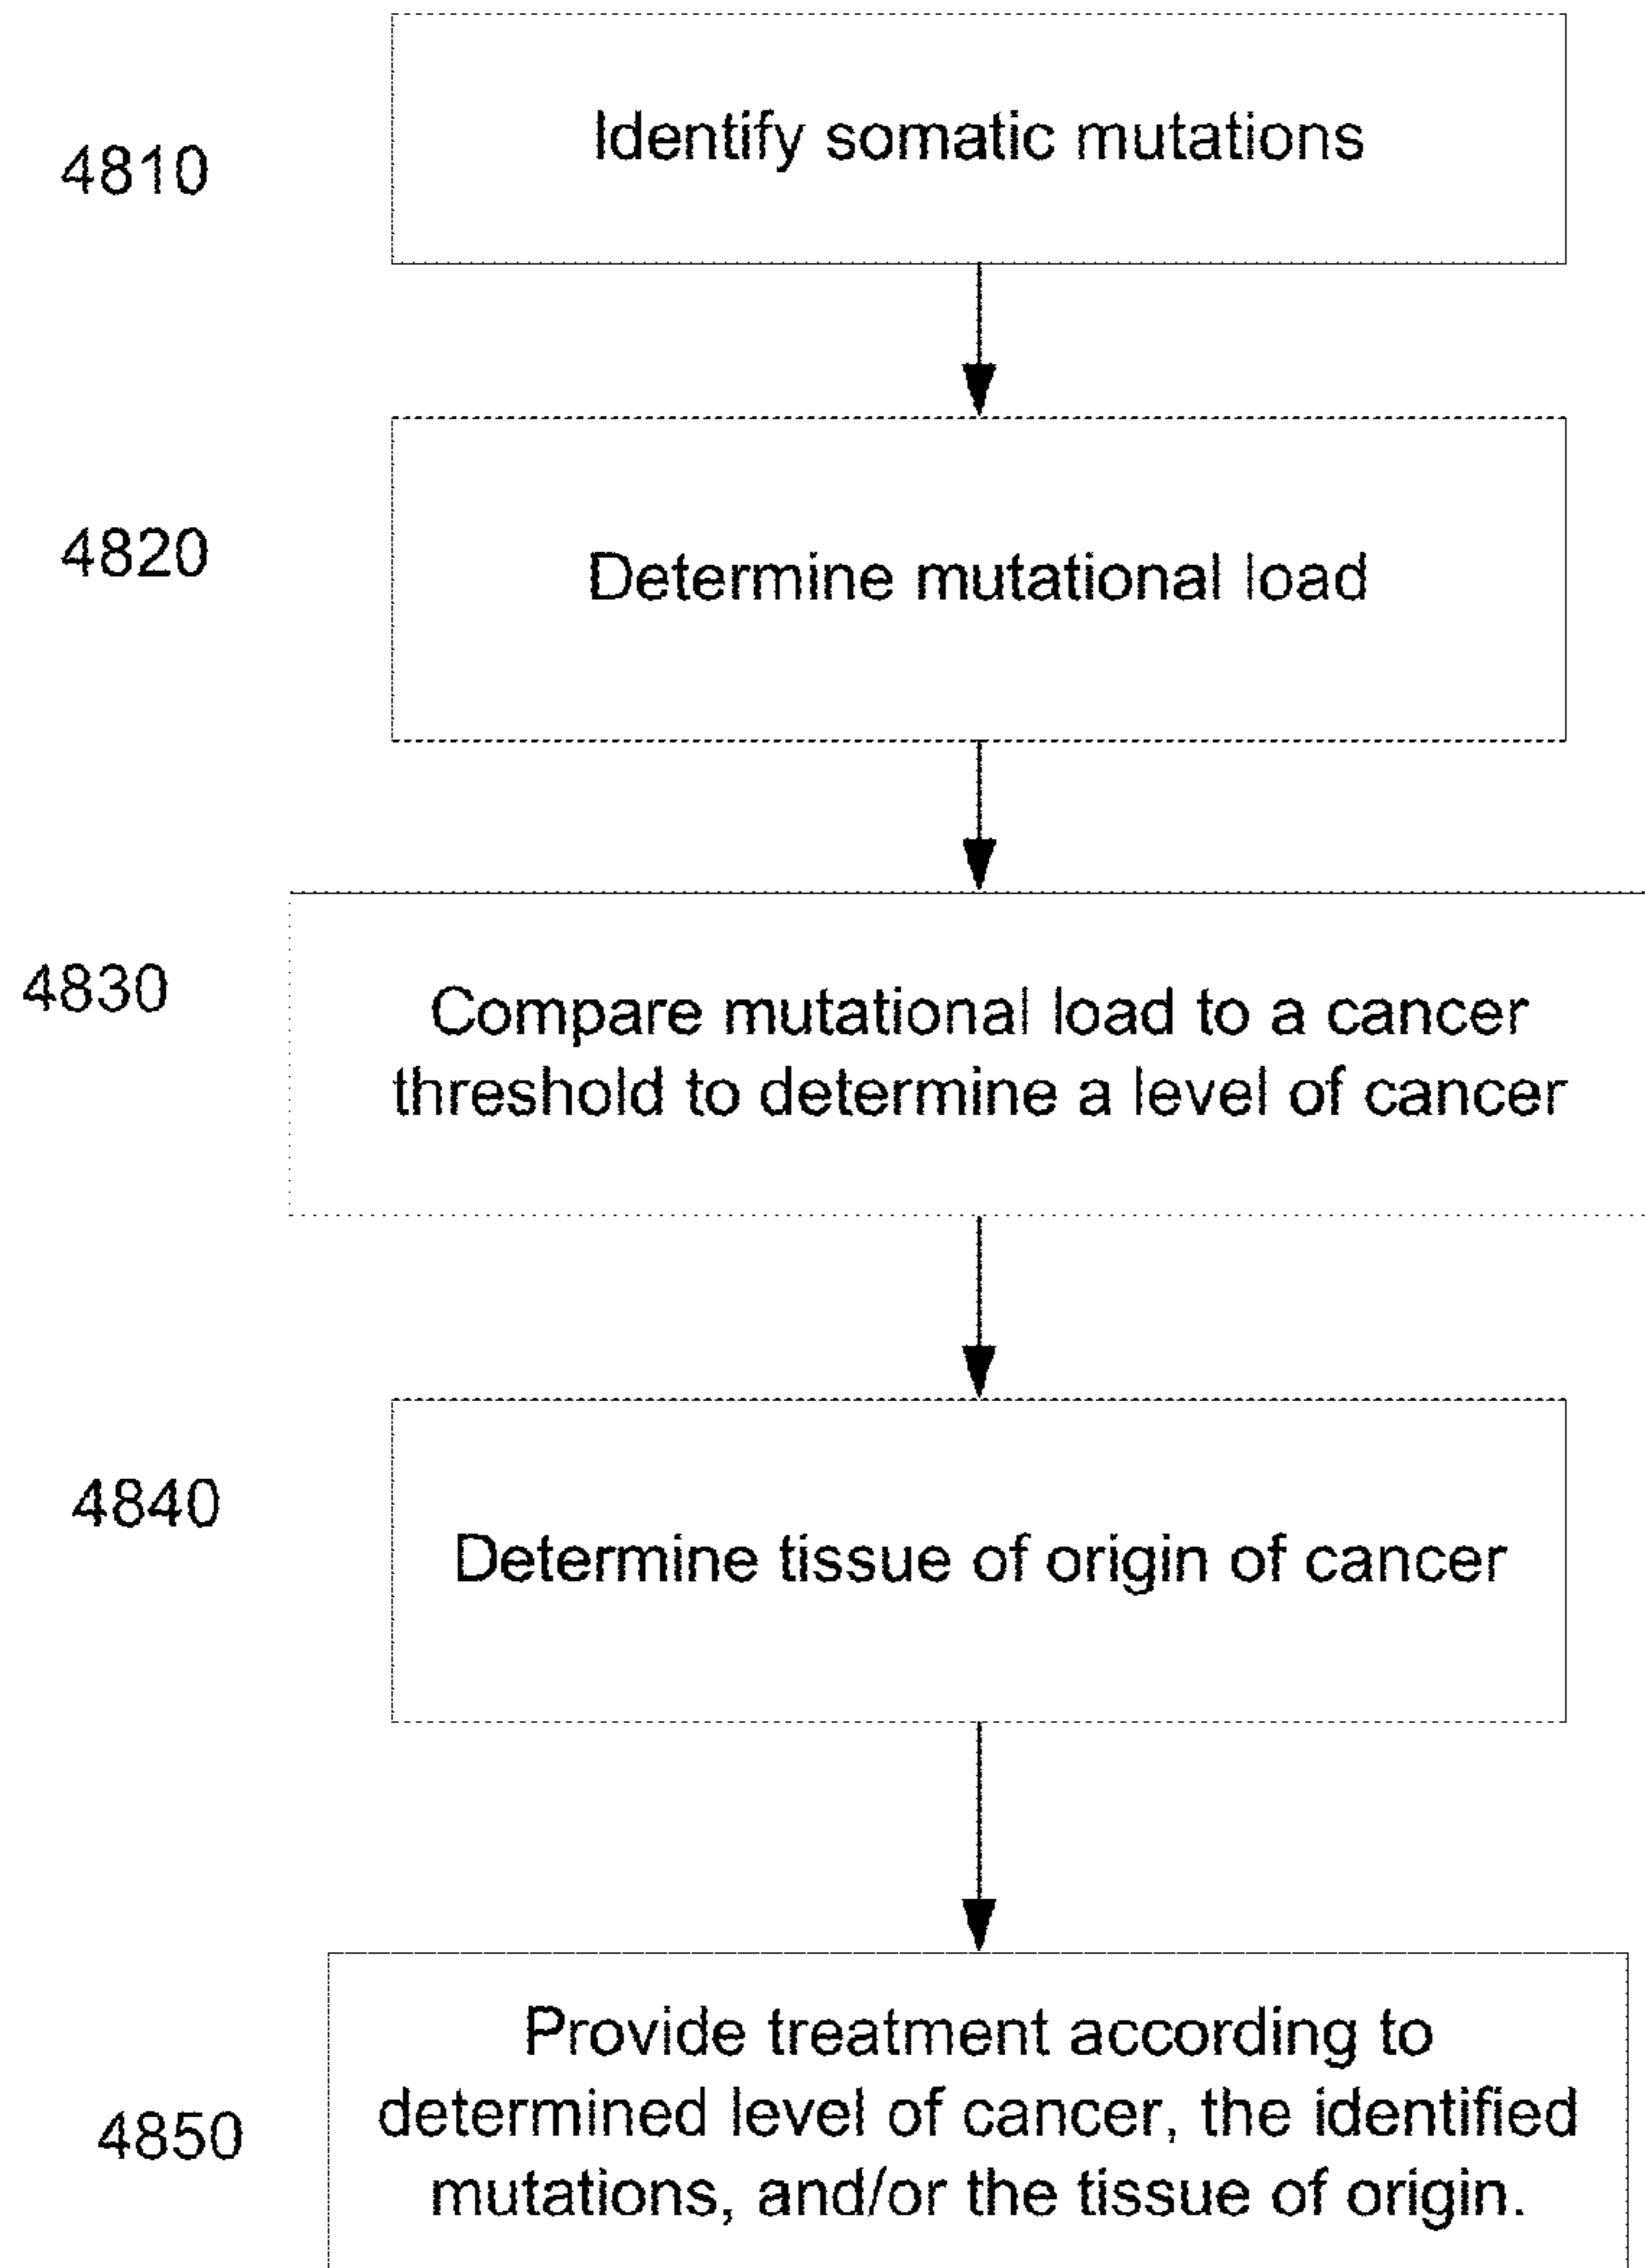 4810
Identify somatic mutations
4820
Determine mutational load
4830
Compare mutational load to a cancer
threshold to determine a level of cancer
4840
Determine tissue of origin of cancer
4850
Provide treatment according to
determined level of cancer, the identified
mutations, and/or the tissue of origin.